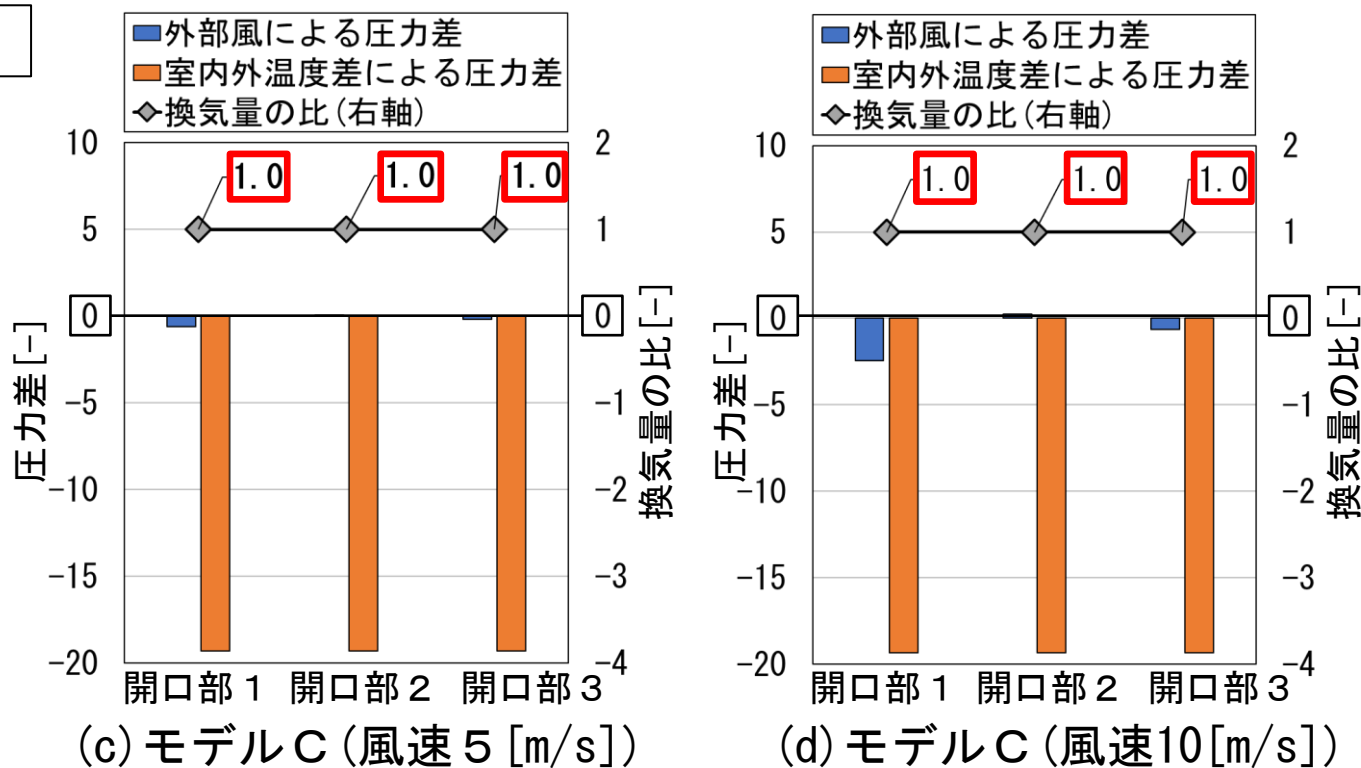 外部風による圧力差
室内外温度差による圧力差
換気量の比(右軸)
10
5
0
-5
-10
-15
-20
圧力差[-]
1.0
1.0
1.0
2
1
0
-1
-2
-3
-4
換気量の比[-]
開口部1 開口部2 開口部3
(c)モデルC(風速5[m/s])
外部風による圧力差
室内外温度差による圧力差
換気量の比(右軸)
10
5
0
-5
-10
-15
-20
圧力差[-]
1.0
1.0
1.0
2
1
0
-1
-2
-3
-4
換気量の比[-]
開口部1 開口部2 開口部3
(d)モデルC(風速10[m/s])